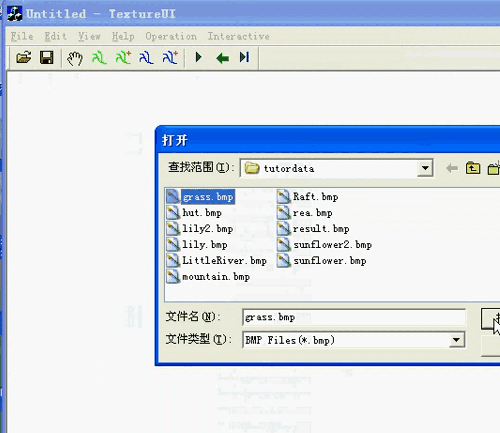 Untitled - TextureUI
File Edit View Help Operation Interactive
打开
查找范围(I): tutordata
grass.bmp Raft.bmp
hut.bmp rea.bmp
lily2.bmp result.bmp
lily.bmp sunflower2.bmp
LittleRiver.bmp sunflower.bmp
mountain.bmp
文件名(N): grass.bmp
文件类型(T): BMP Files(*.bmp)